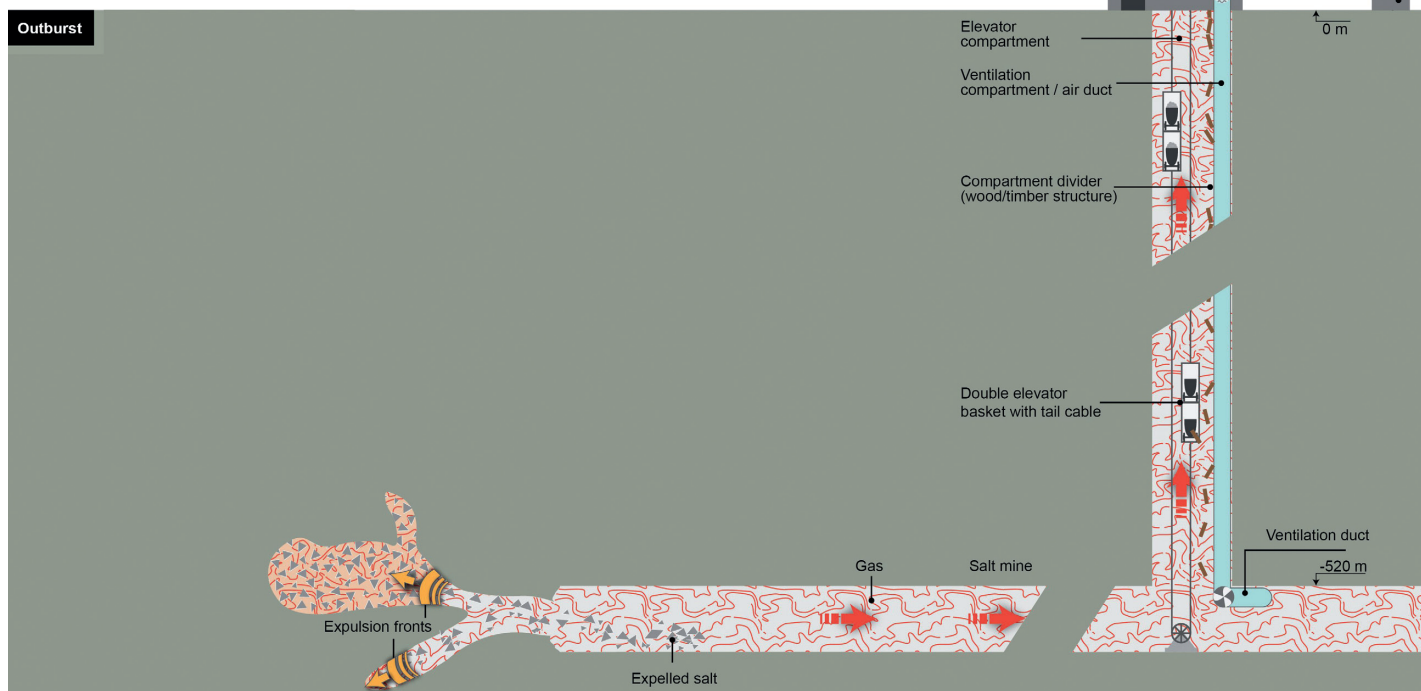 Outburst
Elevator
compartment
0 m
Ventilation
compartment / air duct
Compartment divider
(wood/timber structure)
Double elevator
basket with tail cable
Ventilation duct
-520 m
Gas
Salt mine
Expulsion fronts
Expelled salt